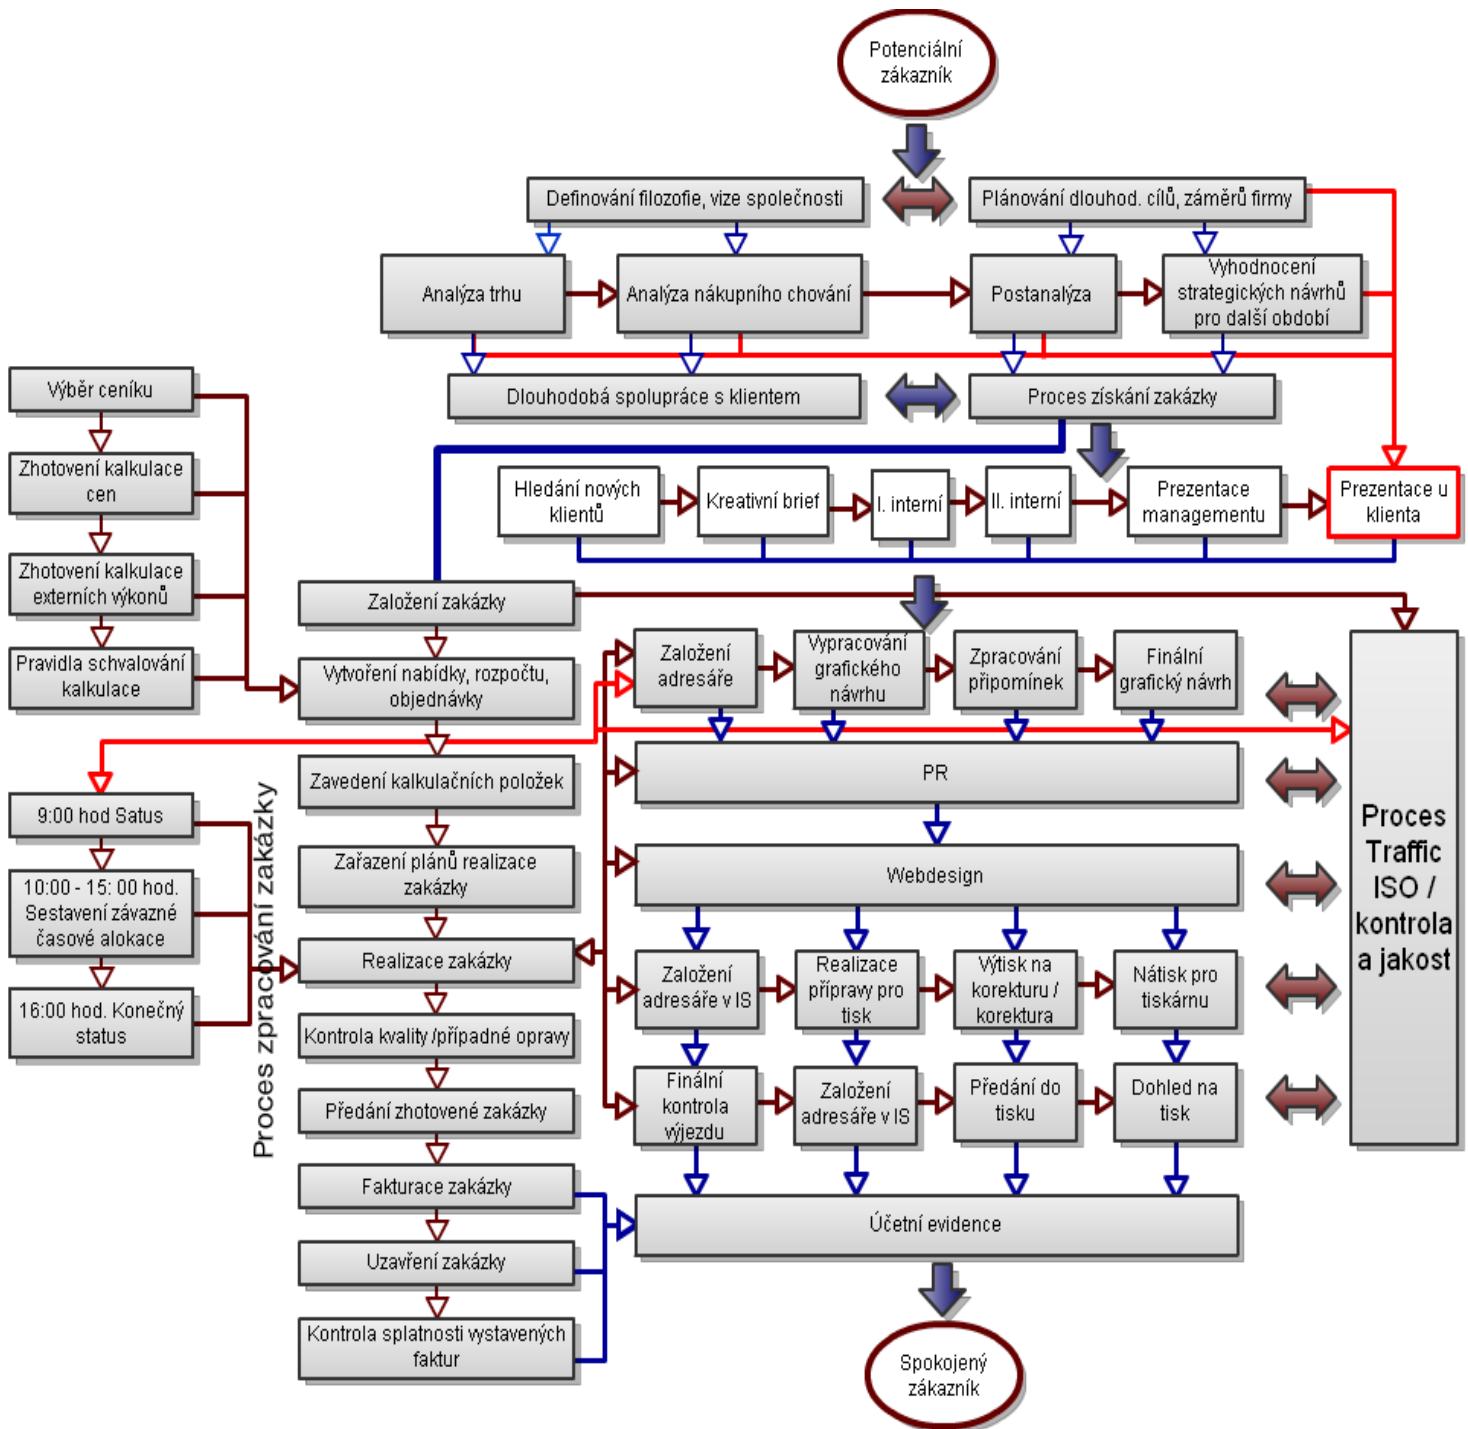 Potenciální
zákazník
Definování filozofie, vize společnosti
Plánování dlouhod. cílů, záměrů firmy
Analýza trhu
Analýza nákupního chování
Postanalýza
Vyhodnocení
strategických návrhů
pro další období
Dlouhodobá spolupráce s klientem
Proces získání zakázky
Výběr ceníku
Zhotovení kalkulace
cen
Zhotovení kalkulace
externích výkonů
Pravidla schvalování
kalkulace
Hledání nových
klientů
Kreativní brief
I. interní
II. interní
Prezentace
managementu
Prezentace u
klienta
Založení zakázky
Vytvoření nabídky, rozpočtu,
objednávky
Zavedení kalkulačních položek
Zařazení plánů realizace
zakázky
Realizace zakázky
Kontrola kvality /případné opravy
Předání zhotovené zakázky
Fakturace zakázky
Uzavření zakázky
Kontrola splatnosti vystavených
faktur
9:00 hod Satus
10:00 - 15: 00 hod.
Sestavení závazné
časové alokace
16:00 hod. Konečný
status
Proces zpracování zakázky
Založení
adresáře
Vypracování
grafického
návrhu
Zpracování
připomínek
Finální
grafický návrh
PR
Webdesign
Založení
adresáře v IS
Realizace
přípravy pro
tisk
Výtisk na
korekturu /
korektura
Nátisk pro
tiskárnu
Finální
kontrola
výjezdu
Založení
adresáře v IS
Předání do
tisku
Dohled na
tisk
Účetní evidence
Proces
Traffic
ISO /
kontrola
a jakost
Spokojený
zákazník